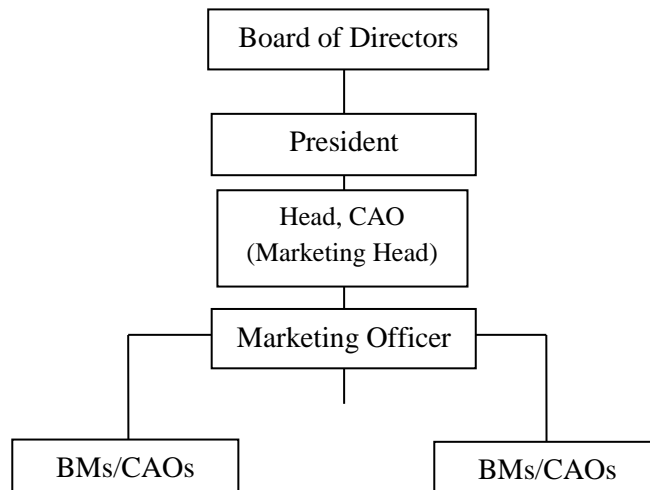 Board of Directors
President
Head, CAO
(Marketing Head)
Marketing Officer
BMs/CAOs
BMs/CAOs